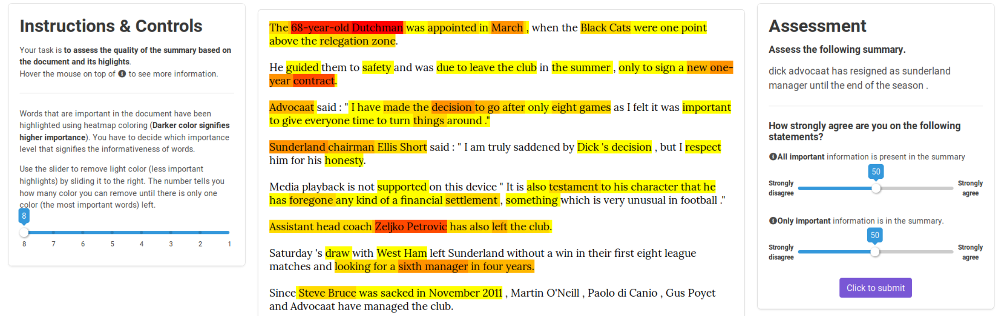 Instructions & Controls
Your task is to assess the quality of the summary based on
the document and its higlights.
Hover the mouse on top of to see more information.
Words that are important in the document have been
highlighted using heatmap coloring (Darker color signifies
higher importance). You have to decide which importance
level that signifies the informativeness of words.
Use the slider to remove light color (less important
highlights) by sliding it to the right. The number tells you
how many color you can remove until there is only one
color (the most important words) left.
8
8 7 6 5 4 3 2 1
The 68-year-old Dutchman was appointed in March , when the Black Cats were one point
above the relegation zone.
He guided them to safety and was due to leave the club in the summer , only to sign a new one-
year contract.
Advocaat said : " I have made the decision to go after only eight games as I felt it was important
to give everyone time to turn things around ."
Sunderland chairman Ellis Short said : " I am truly saddened by Dick 's decision , but I respect
him for his honesty.
Media playback is not supported on this device " It is also testament to his character that he
has foregone any kind of a financial settlement , something which is very unusual in football ."
Assistant head coach Zeljko Petrovic has also left the club.
Saturday 's draw with West Ham left Sunderland without a win in their first eight league
matches and looking for a sixth manager in four years.
Since Steve Bruce was sacked in November 2011 , Martin O'Neill , Paolo di Canio , Gus Poyet
and Advocaat have managed the club.
Assessment
Assess the following summary.
dick advocaat has resigned as sunderland
manager until the end of the season .
How strongly agree are you on the following
statements?
All important information is present in the summary
50
Strongly
disagree
Strongly
agree
Only important information is in the summary.
50
Strongly
disagree
Strongly
agree
Click to submit